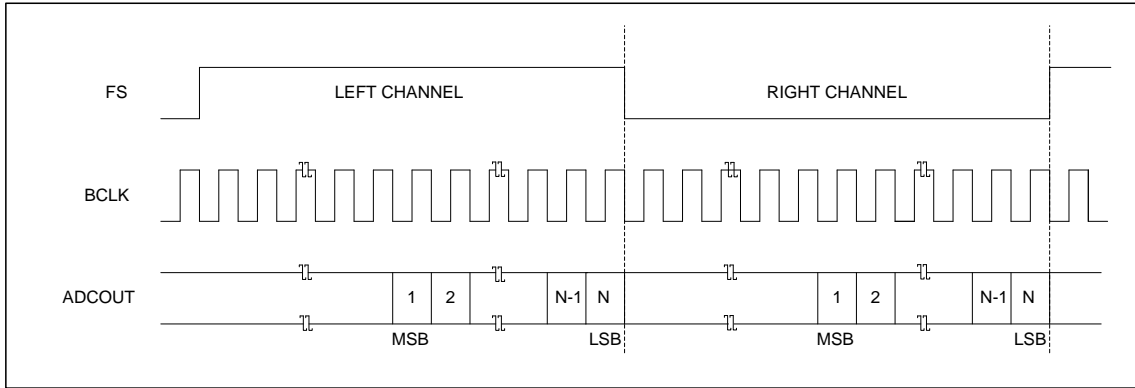 FS
LEFT CHANNEL
RIGHT CHANNEL
BCLK
ADCOUT
1 2 N-1 N 1 2 N-1 N
MSB LSB MSB LSB